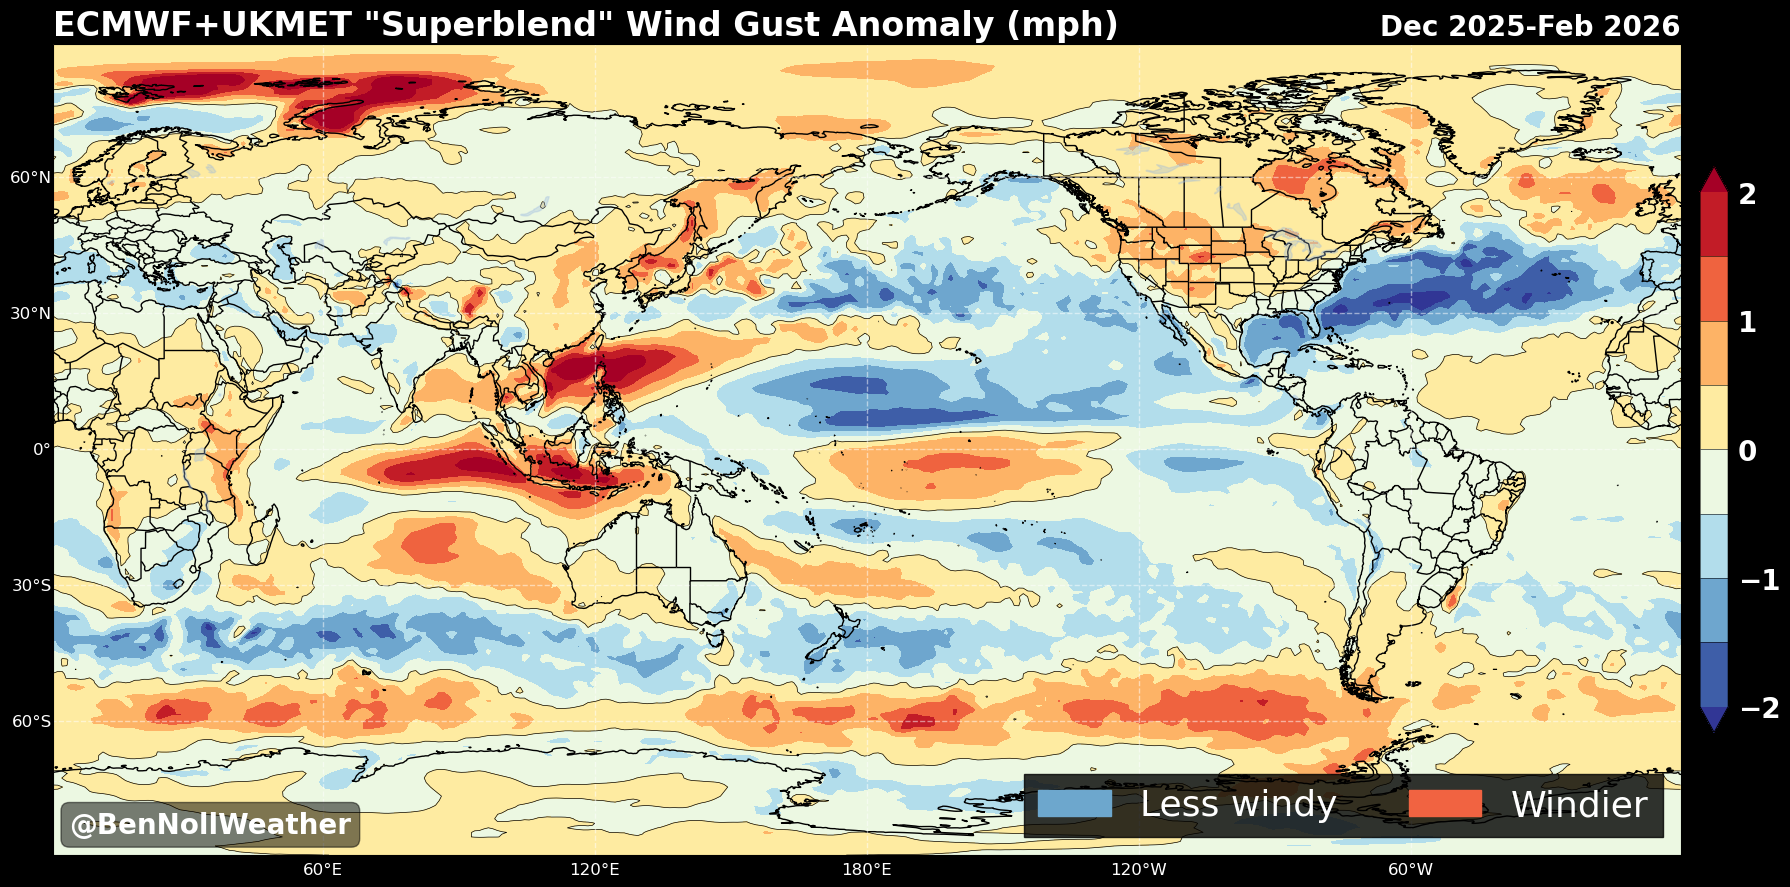 ECMWF+UKMET "Superblend" Wind Gust Anomaly (mph)
Dec 2025-Feb 2026
60°N
30°N
0°
30°S
60°S
60°E
120°E
180°E
120°W
60°W
2
1
0
−1
−2
Less windy
Windier
@BenNollWeather